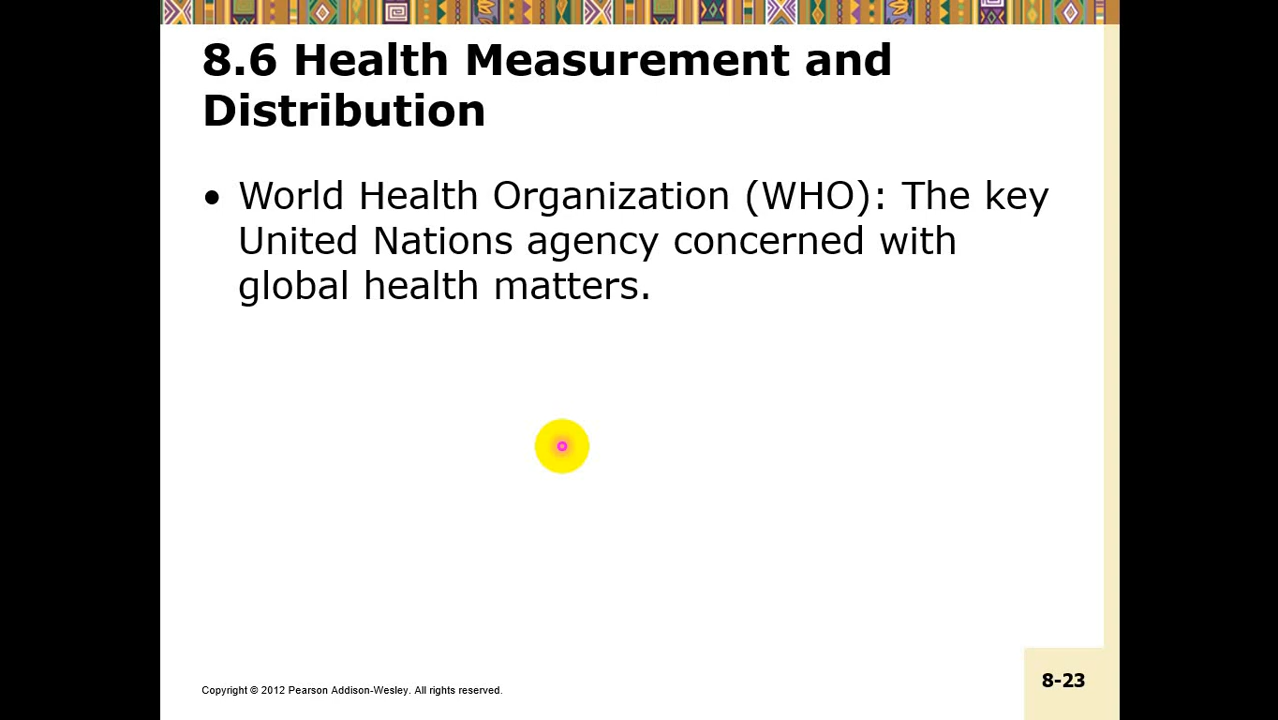 8.6 Health Measurement and
Distribution
• World Health Organization (WHO): The key
United Nations agency concerned with
global health matters.
Copyright © 2012 Pearson Addison-Wesley. All rights reserved.
8-23